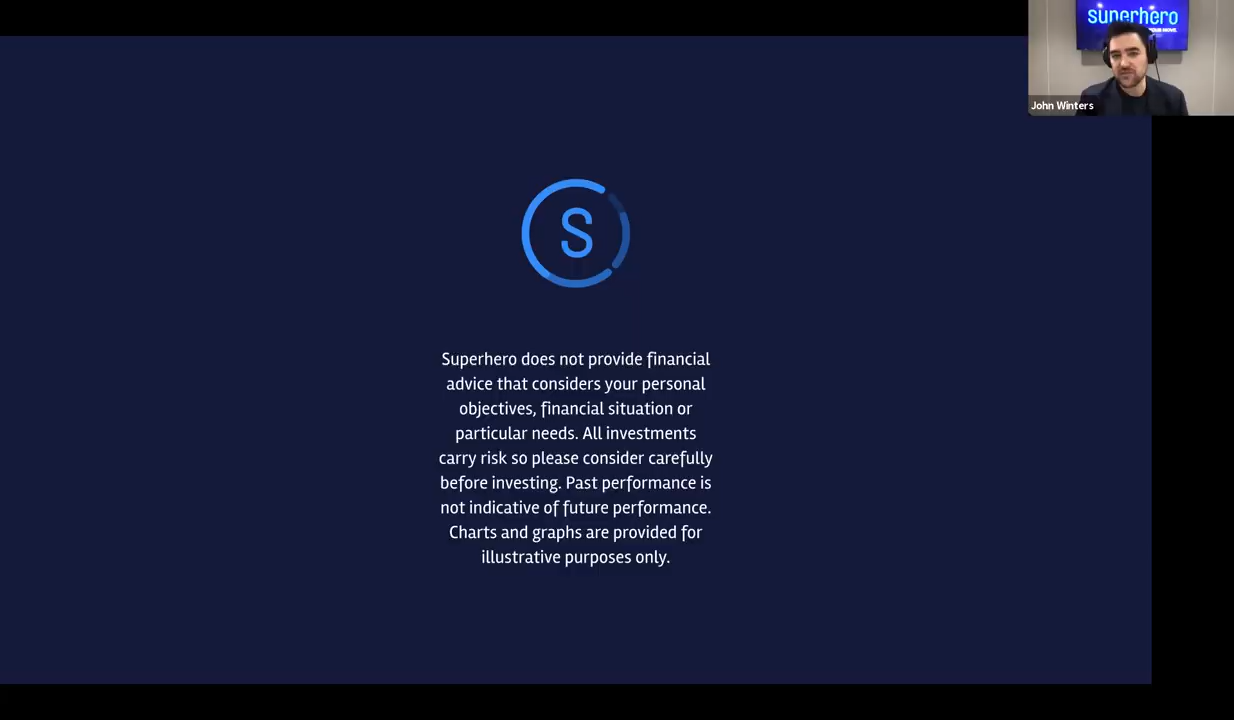 superhero
John Winters
S
Superhero does not provide financial
advice that considers your personal
objectives, financial situation or
particular needs. All investments
carry risk so please consider carefully
before investing. Past performance is
not indicative of future performance.
Charts and graphs are provided for
illustrative purposes only.